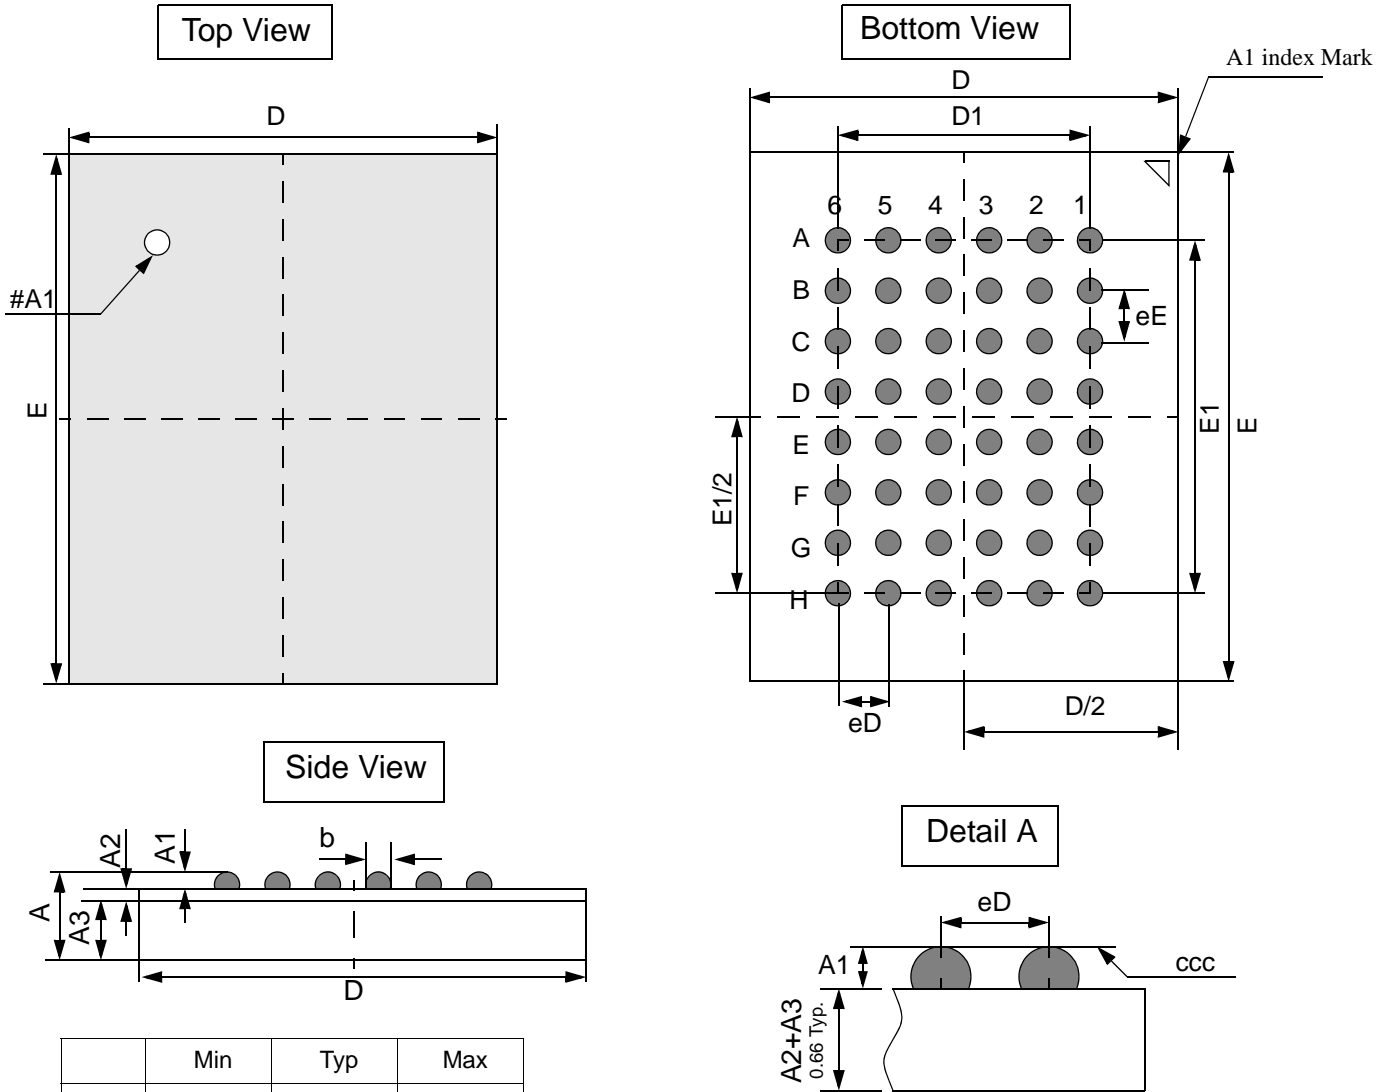 Top View
D
#A1
E
Bottom View
A1 index Mark
D
D1
6 5 4 3 2 1
A
B
C
D
E
F
G
H
eE
E1
E
E1/2
eD
D/2
Side View
A2
A1
b
A
A3
D
Detail A
eD
A1
ccc
A2+A3
0.66 Typ.
Min Typ Max